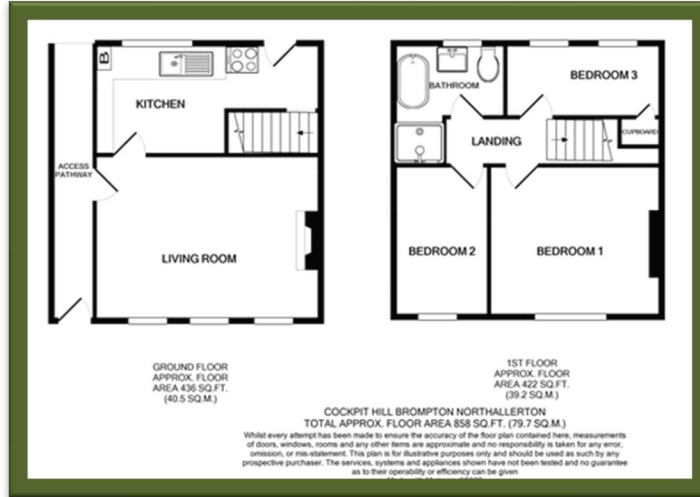 B
KITCHEN
ACCESS
PATHWAY
LIVING ROOM
BATHROOM
BEDROOM 3
CUPBOARD
LANDING
BEDROOM 2
BEDROOM 1
GROUND FLOOR
APPROX. FLOOR
AREA 436 SQ.FT.
(40.5 SQ.M.)
1ST FLOOR
APPROX. FLOOR
AREA 422 SQ.FT.
(39.2 SQ.M.)
COCKPIT HILL BROMPTON NORTHALLERTON
TOTAL APPROX. FLOOR AREA 858 SQ.FT. (79.7 SQ.M.)
Whilst every attempt has been made to ensure the accuracy of the floor plan contained here, measurements
of doors, windows, rooms and any other items are approximate and no responsibility is taken for any error,
omission, or mis-statement. This plan is for illustrative purposes only and should be used as such by any
prospective purchaser. The services, systems and appliances shown have not been tested and no guarantee
as to their operability or efficiency can be given